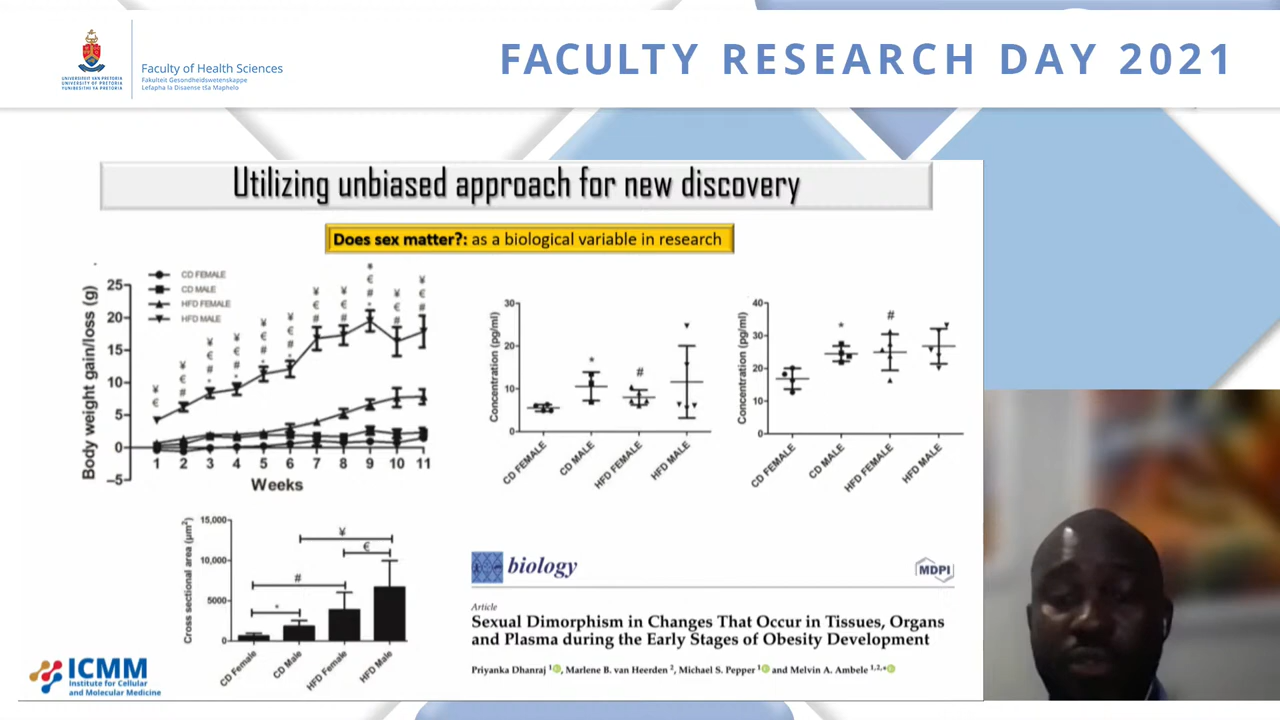 FACULTY RESEARCH DAY 2021
UNIVERSITEIT VAN PRETORIA
UNIVERSITY OF PRETORIA
YUNIBESITHI YA PRETORIA
Faculty of Health Sciences
Fakulteit Gesondheidswetenskappe
Lefapha la Disaense tša Maphelo
Utilizing unbiased approach for new discovery
Does sex matter?: as a biological variable in research
Body weight gain/loss (g)
25
20
15
10
5
0
–5
CD FEMALE
CD MALE
HFD FEMALE
HFD MALE
¥ €
¥ € #
¥ € # *
¥ € # *
¥ € # *
¥ € # *
¥ € #
¥ € #
* € # *
¥ € #
¥ € #
1 2 3 4 5 6 7 8 9 10 11
Weeks
Concentration (pg/ml)
30
20
10
0
*
#
CD FEMALE
CD MALE
HFD FEMALE
HFD MALE
Concentration (pg/ml)
40
30
20
10
0
*
#
CD FEMALE
CD MALE
HFD FEMALE
HFD MALE
Cross sectional area (µm²)
15,000
10,000
5000
0
¥
€
#
*
CD Female
CD Male
HFD Female
HFD Male
biology
MDPI
Article
Sexual Dimorphism in Changes That Occur in Tissues, Organs
and Plasma during the Early Stages of Obesity Development
Priyanka Dhanraj 1, Marlene B. van Heerden 2, Michael S. Pepper 1 and Melvin A. Ambele 1,2,*
ICMM
Institute for Cellular
and Molecular Medicine